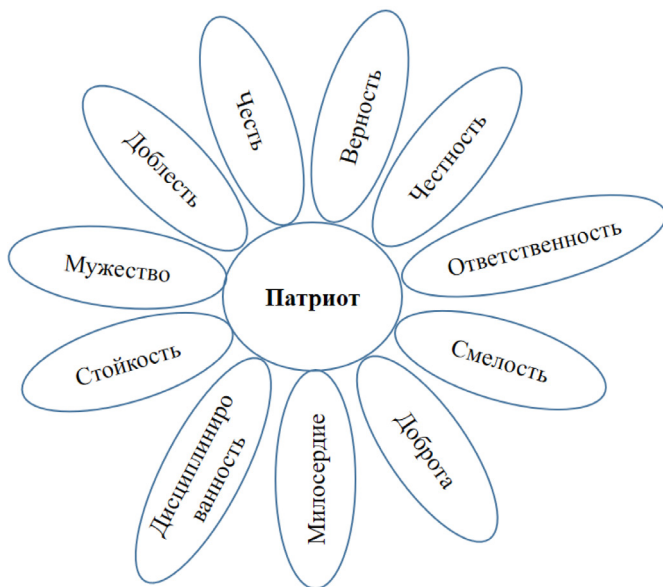 Честь
Верность
Честность
Ответственность
Смелость
Доброта
Милосердие
Дисциплиниро
ванность
Стойкость
Мужество
Доблесть
Патриот